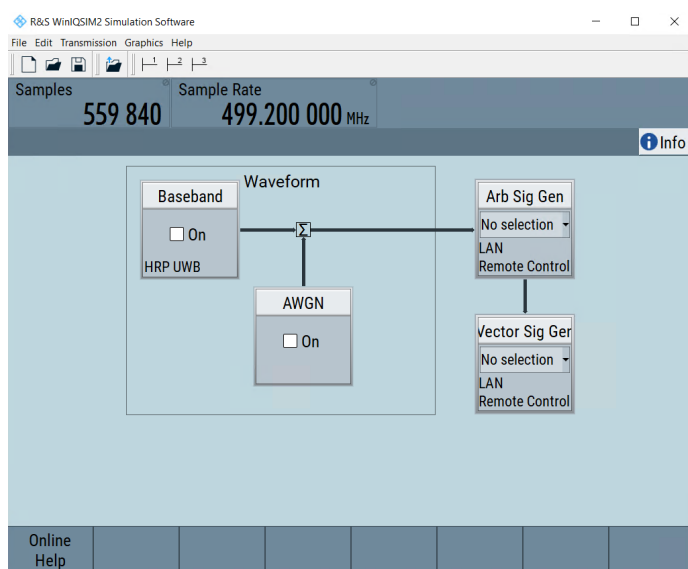 R&S WinIQSIM2 Simulation Software
File Edit Transmission Graphics Help
1 2 3
Samples
559 840
Sample Rate
499.200 000 MHz
i Info
Waveform
Baseband
On
HRP UWB
Σ
AWGN
On
Arb Sig Gen
No selection
LAN
Remote Control
Vector Sig Ger
No selection
LAN
Remote Control
Online
Help